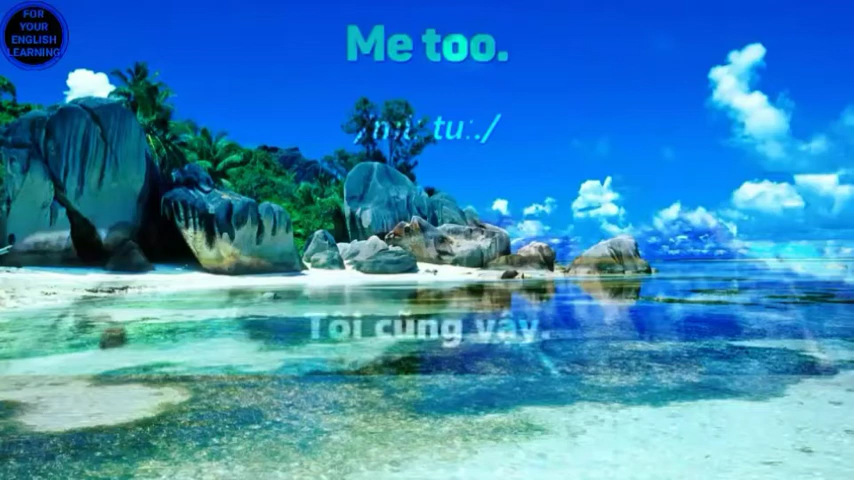 FOR
YOUR
ENGLISH
LEARNING
Me too.
/miː tuː./
Tôi cũng vậy.